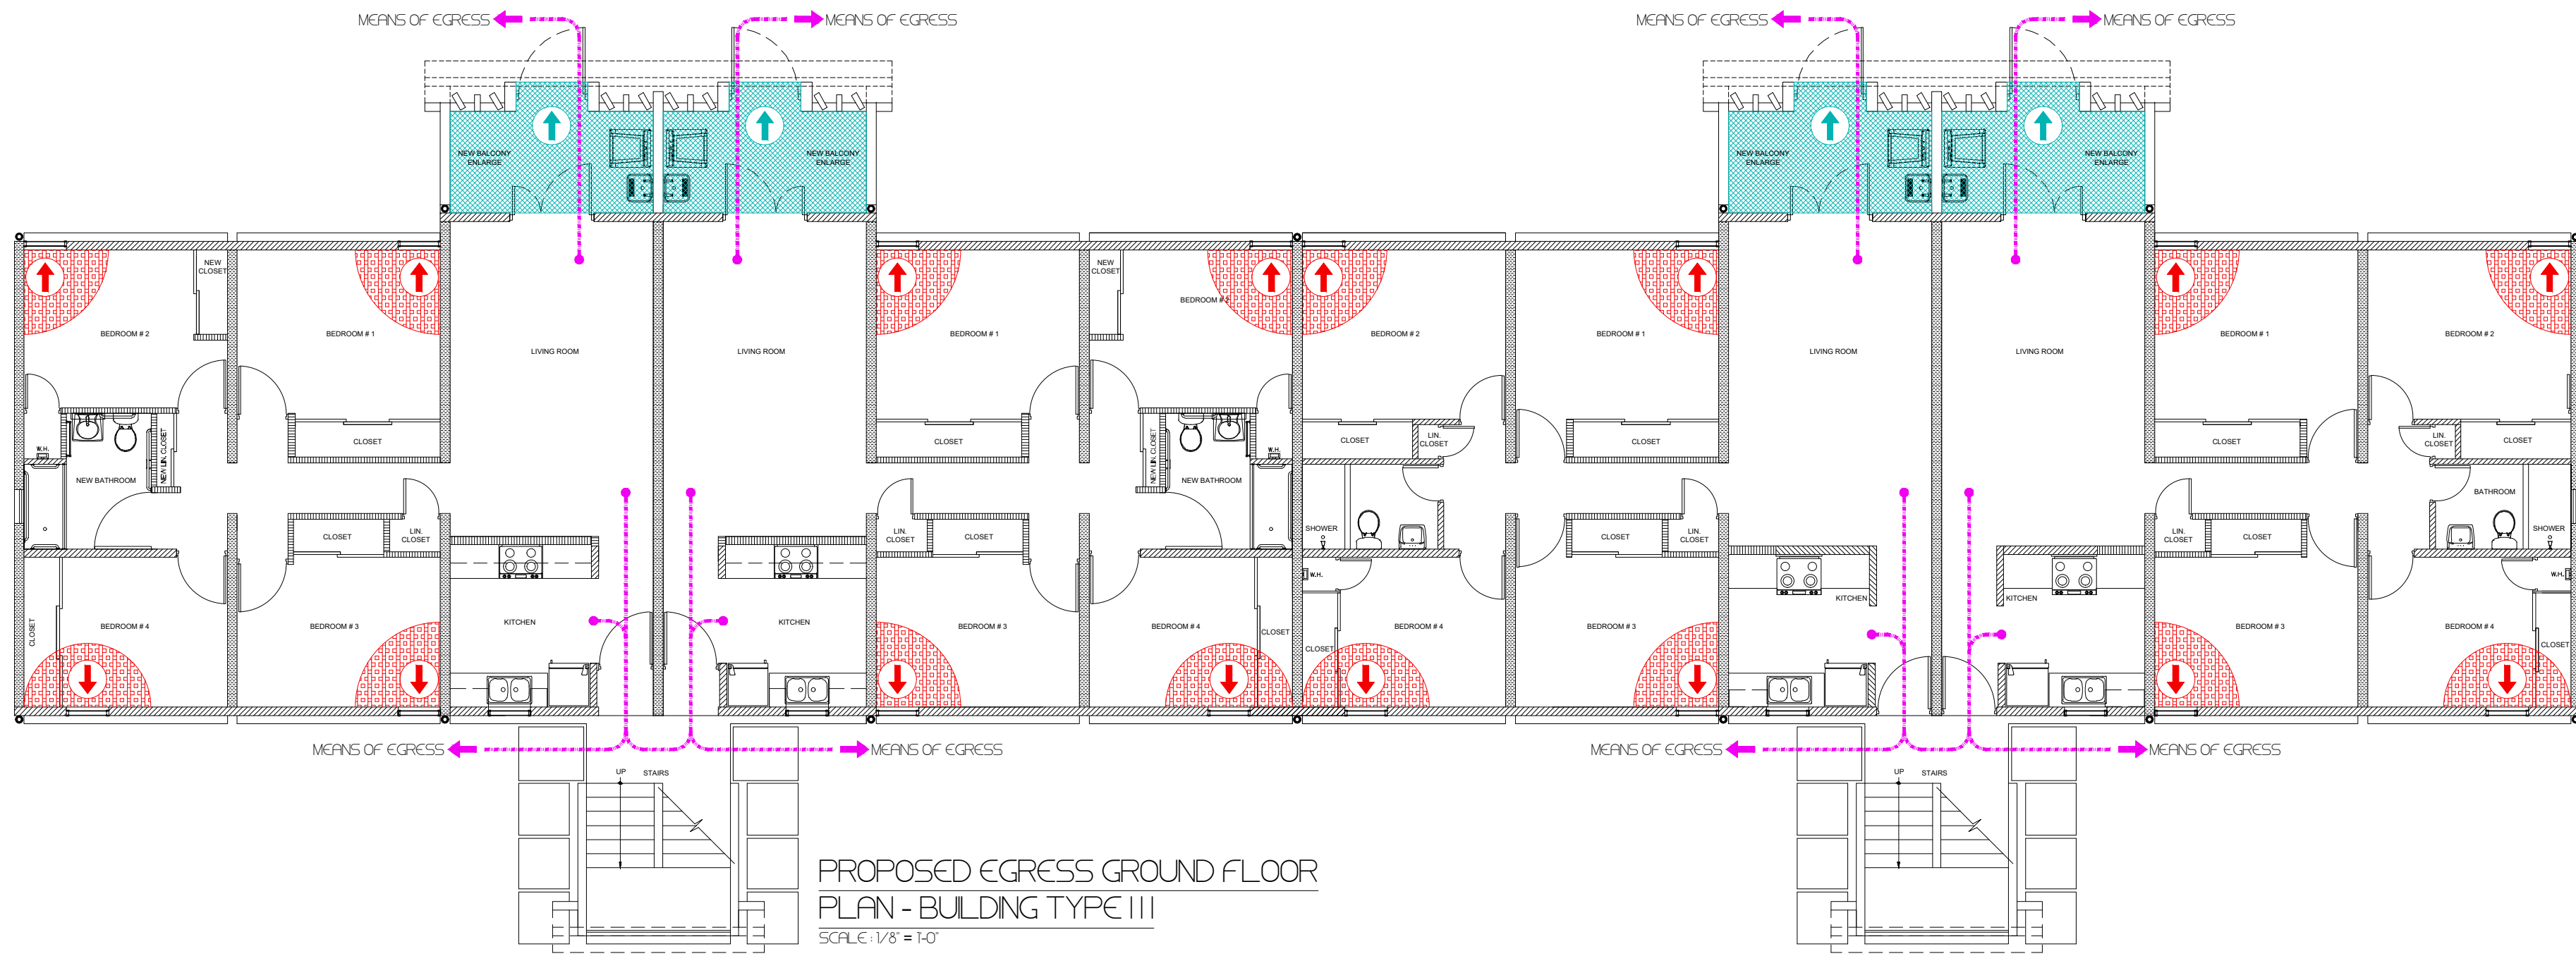 MEANS OF EGRESS
MEANS OF EGRESS
MEANS OF EGRESS
MEANS OF EGRESS
NEW BALCONY
ENLARGE
NEW BALCONY
ENLARGE
NEW BALCONY
ENLARGE
NEW BALCONY
ENLARGE
NEW
CLOSET
NEW
CLOSET
BEDROOM # 2
BEDROOM # 1
LIVING ROOM
LIVING ROOM
BEDROOM # 1
BEDROOM # 2
BEDROOM # 2
BEDROOM # 1
LIVING ROOM
LIVING ROOM
BEDROOM # 1
BEDROOM # 2
W.H.
NEW BATHROOM
NEW LIN. CLOSET
CLOSET
CLOSET
NEW LIN. CLOSET
NEW BATHROOM
W.H.
CLOSET
LIN.
CLOSET
CLOSET
CLOSET
LIN.
CLOSET
CLOSET
CLOSET
LIN.
CLOSET
LIN.
CLOSET
CLOSET
SHOWER
CLOSET
LIN.
CLOSET
LIN.
CLOSET
CLOSET
BATHROOM
SHOWER
W.H.
W.H.
CLOSET
BEDROOM # 4
BEDROOM # 3
KITCHEN
KITCHEN
BEDROOM # 3
BEDROOM # 4
CLOSET
CLOSET
BEDROOM # 4
BEDROOM # 3
KITCHEN
KITCHEN
BEDROOM # 3
BEDROOM # 4
CLOSET
MEANS OF EGRESS
MEANS OF EGRESS
MEANS OF EGRESS
MEANS OF EGRESS
UP
STAIRS
UP
STAIRS
PROPOSED EGRESS GROUND FLOOR
PLAN - BUILDING TYPE III
SCALE : 1/8" = 1'-0"